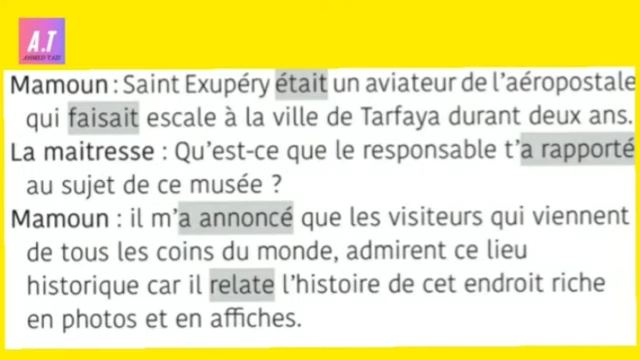 A.T
AHMED TAZI
Mamoun : Saint Exupéry était un aviateur de l'aéropostale
qui faisait escale à la ville de Tarfaya durant deux ans.
La maitresse : Qu'est-ce que le responsable t'a rapporté
au sujet de ce musée ?
Mamoun : il m'a annoncé que les visiteurs qui viennent
de tous les coins du monde, admirent ce lieu
historique car il relate l'histoire de cet endroit riche
en photos et en affiches.